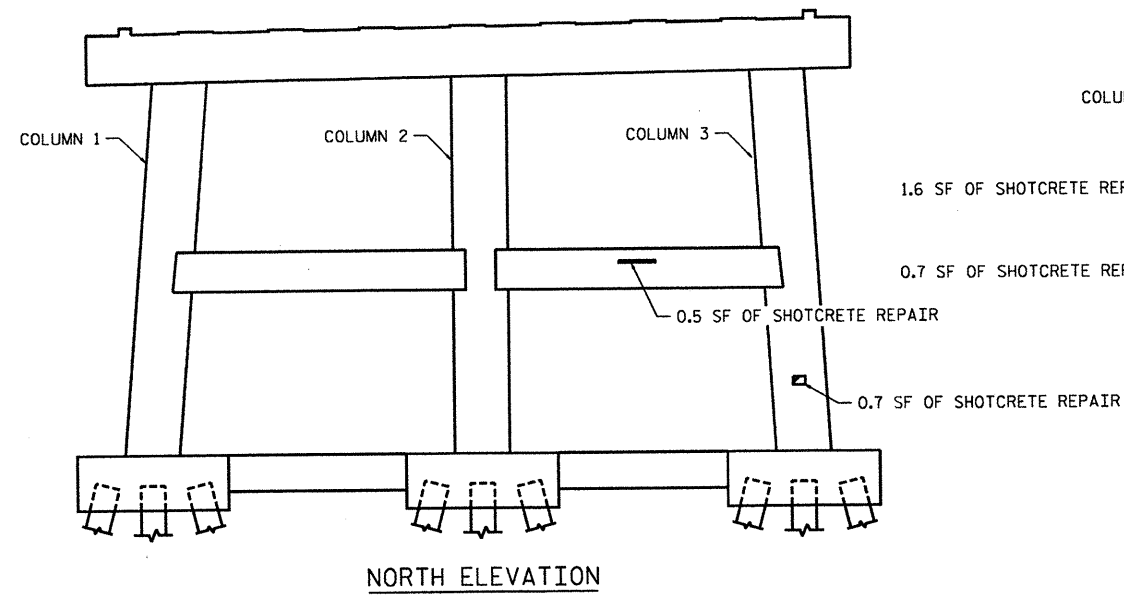 COLUMN 1
COLUMN 2
COLUMN 3
0.5 SF OF SHOTCRETE REPAIR
0.7 SF OF SHOTCRETE REPAIR
1.6 SF OF SHOTCRETE
0.7 SF OF SHOTCRETE
NORTH ELEVATION